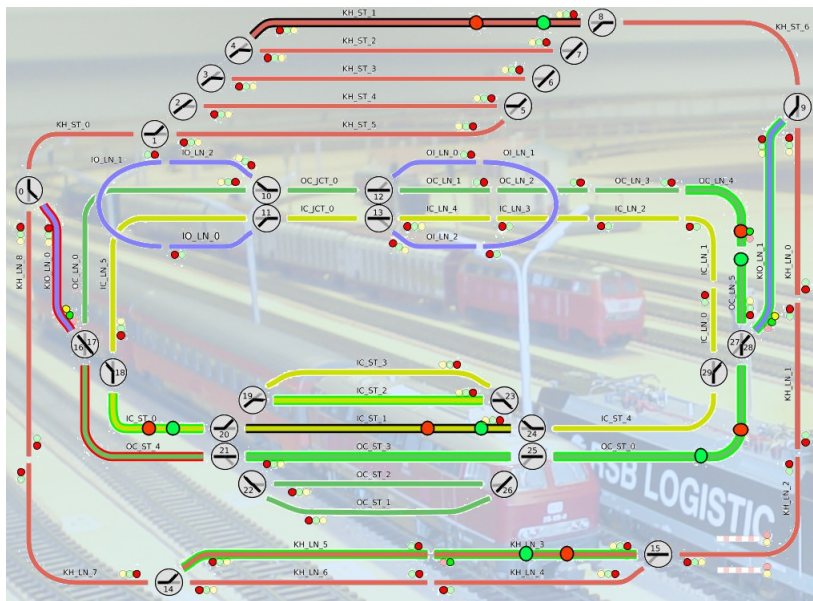 KH_ST_1
8
KH_ST_6
4
KH_ST_2
7
3
KH_ST_3
6
2
KH_ST_4
5
9
KH_ST_0
1
KH_ST_5
IO_LN_1
IO_LN_2
OI_LN_0
OI_LN_1
0
10
OC_JCT_0
12
OC_LN_1
OC_LN_2
OC_LN_3
OC_LN_4
11
IC_JCT_0
13
IC_LN_4
IC_LN_3
IC_LN_2
IO_LN_0
OI_LN_2
KH_LN_8
KIO_LN_0
OC_LN_0
IC_LN_5
IC_LN_1
OC_LN_5
KIO_LN_1
KH_LN_0
IC_LN_0
16
17
27
28
18
IC_ST_3
29
KH_LN_1
19
IC_ST_2
23
IC_ST_0
20
IC_ST_1
24
IC_ST_4
OC_ST_4
21
OC_ST_3
25
OC_ST_0
RSB LOGISTIC
22
OC_ST_2
26
OC_ST_1
KH_LN_2
KH_LN_5
KH_LN_3
15
KH_LN_7
14
KH_LN_6
KH_LN_4